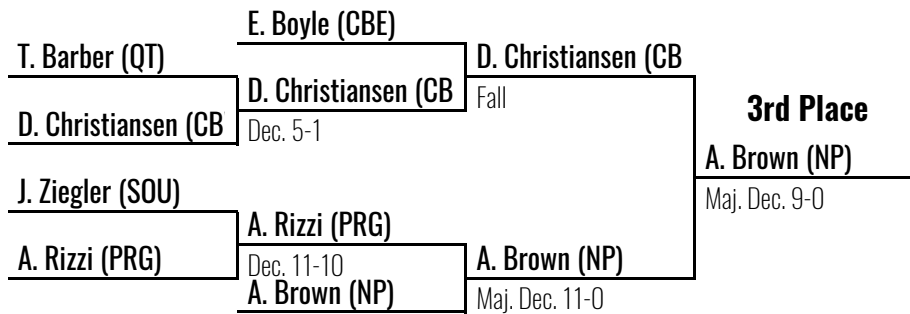 E. Boyle (CBE)
T. Barber (QT)
D. Christiansen (CB
D. Christiansen (CB
Fall
D. Christiansen (CB
Dec. 5-1
3rd Place
A. Brown (NP)
Maj. Dec. 9-0
J. Ziegler (SOU)
A. Rizzi (PRG)
A. Rizzi (PRG)
Dec. 11-10
A. Brown (NP)
A. Brown (NP)
Maj. Dec. 11-0